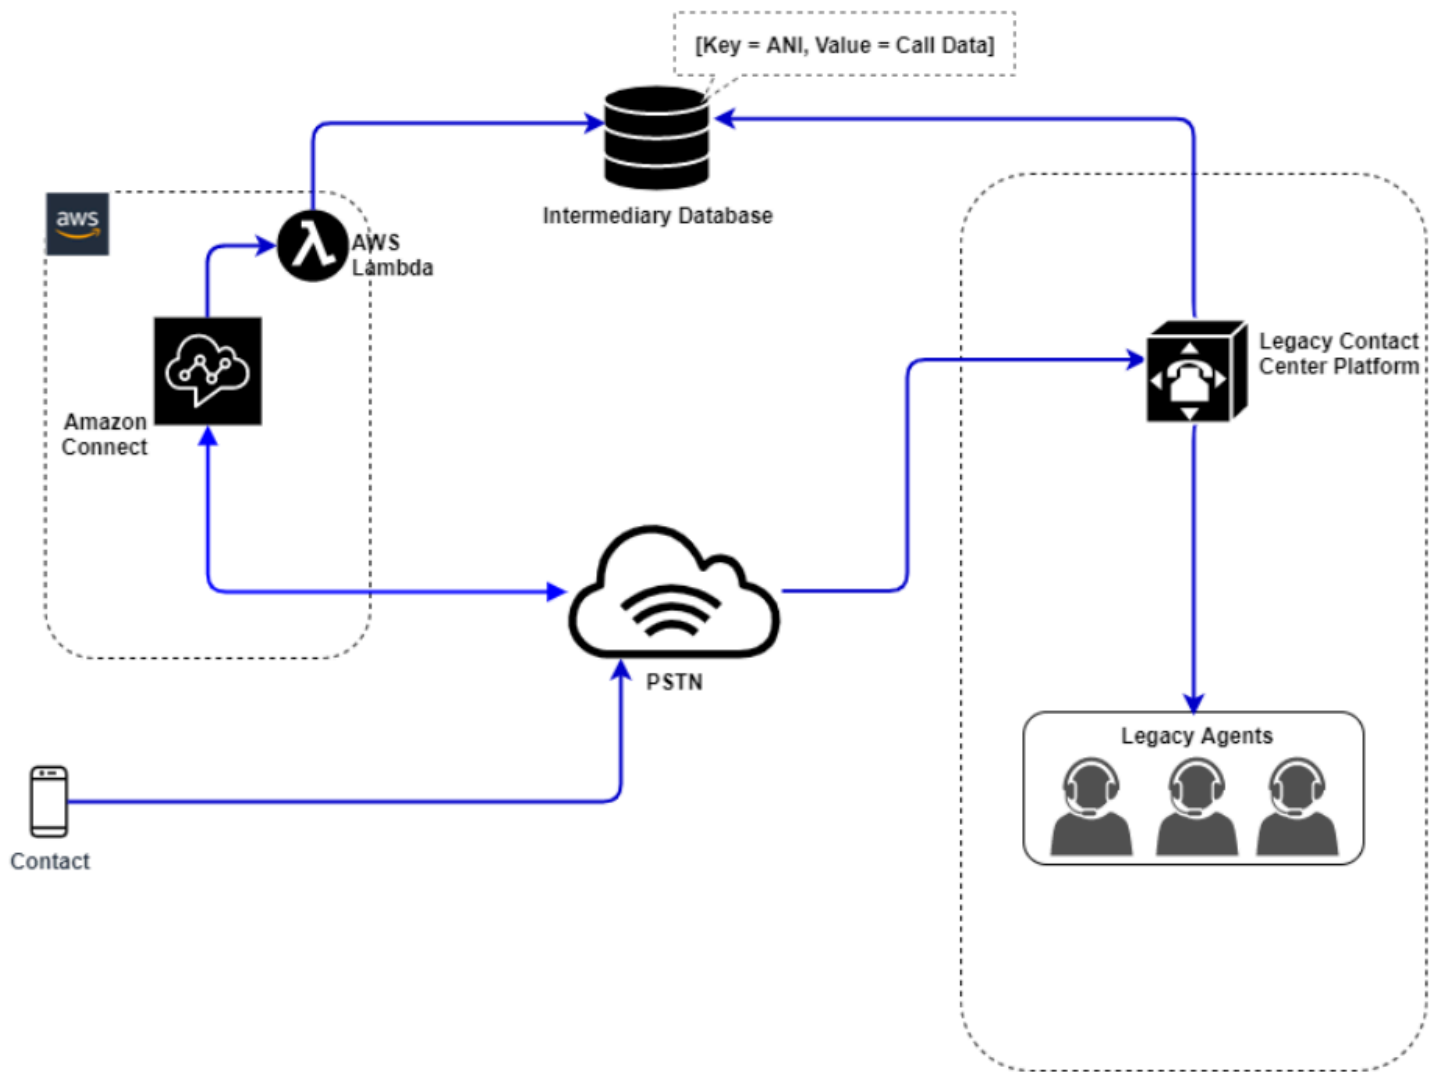 [Key = ANI, Value = Call Data]
Intermediary Database
aws
AWS
Lambda
Legacy Contact
Center Platform
Amazon
Connect
PSTN
Legacy Agents
Contact